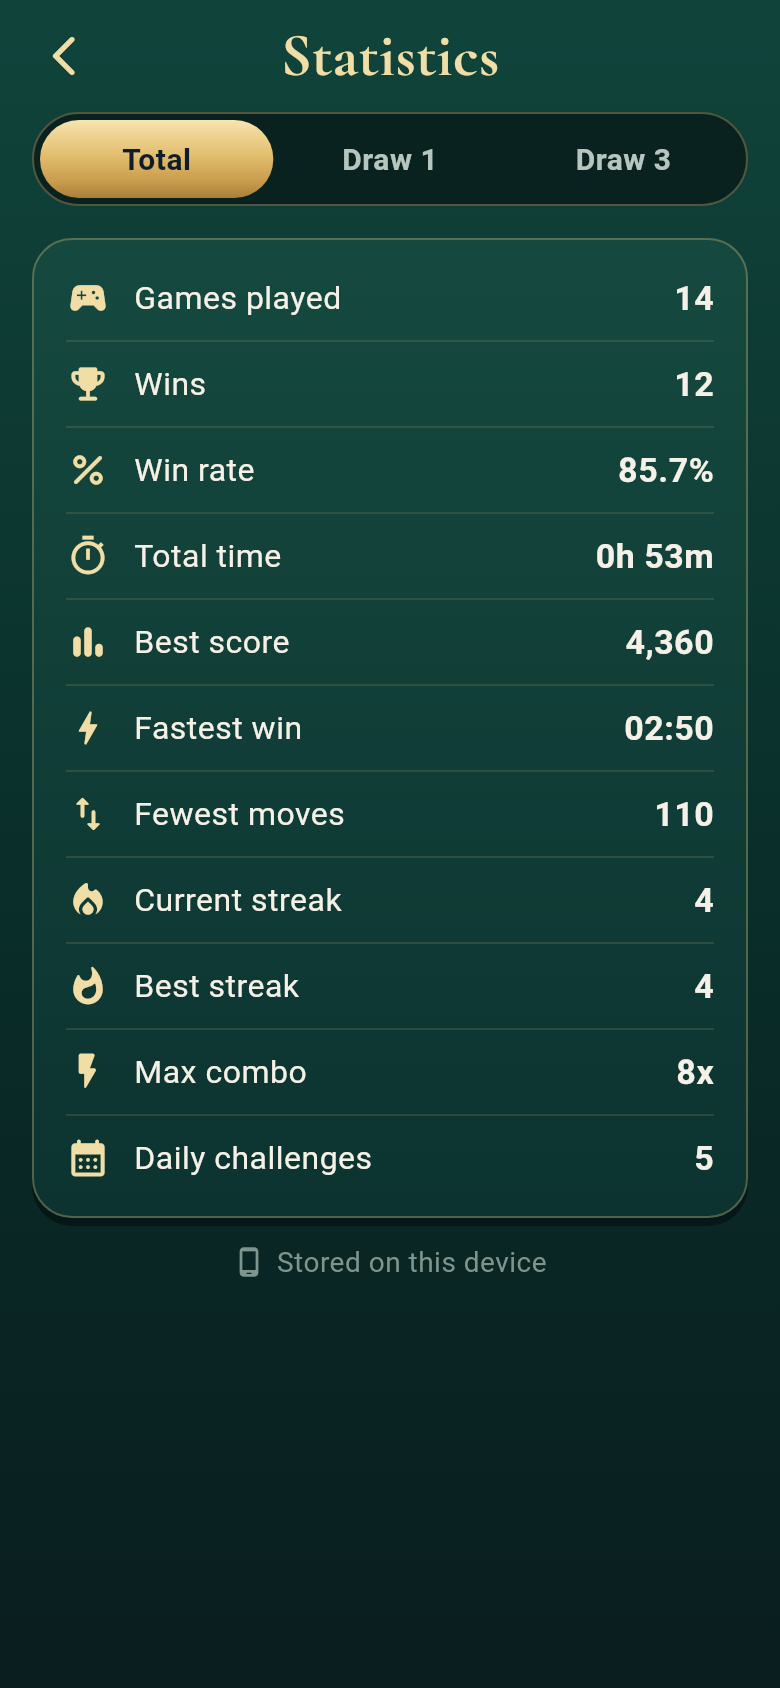 Statistics
Total Draw 1 Draw 3
Games played 14
Wins 12
Win rate 85.7%
Total time 0h 53m
Best score 4,360
Fastest win 02:50
Fewest moves 110
Current streak 4
Best streak 4
Max combo 8x
Daily challenges 5
Stored on this device